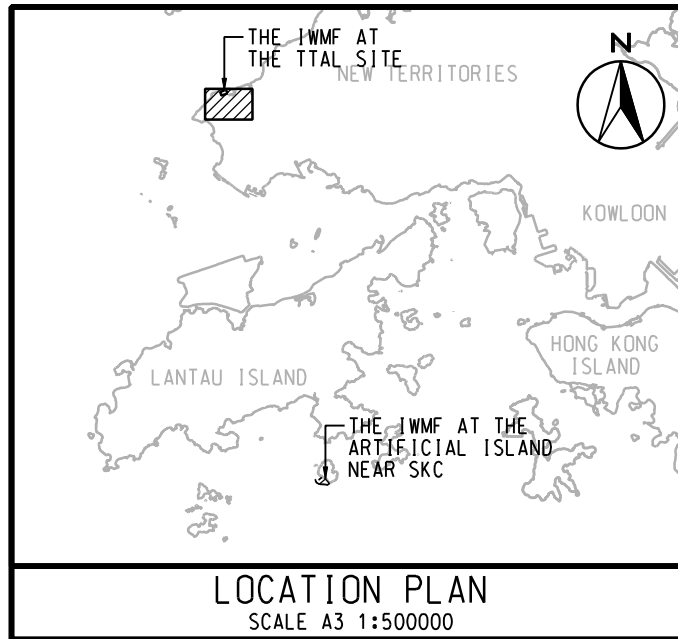 THE IWMF AT
THE TTAL SITE
NEW TERRITORIES
N
KOWLOON
HONG KONG
ISLAND
LANTAU ISLAND
THE IWMF AT THE
ARTIFICIAL ISLAND
NEAR SKC
LOCATION PLAN
SCALE A3 1:500000